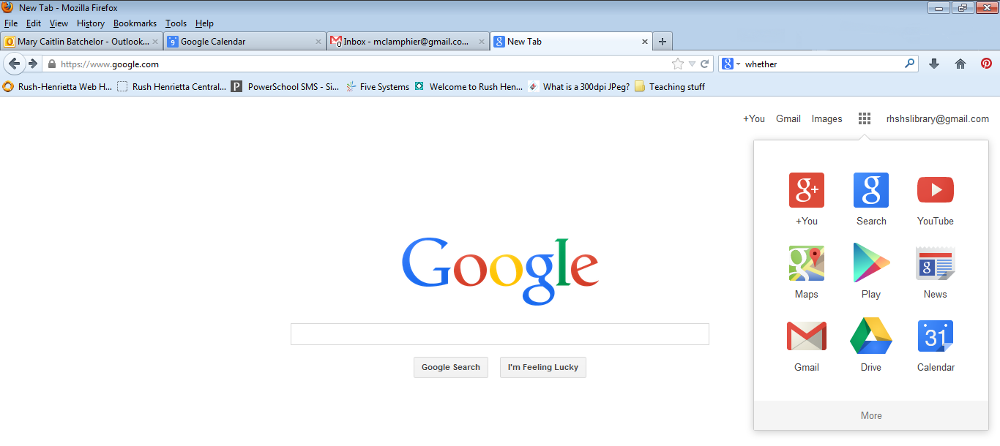 New Tab - Mozilla Firefox
File Edit View History Bookmarks Tools Help
Mary Caitlin Batchelor - Outlook... 9 Google Calendar 0 Inbox - mclamphier@gmail.co... g New Tab
https://www.google.com g whether
Rush-Henrietta Web H... Rush Henrietta Central... P PowerSchool SMS - Si... Five Systems Welcome to Rush Hen... What is a 300dpi JPeg? Teaching stuff
+You Gmail Images rhshslibrary@gmail.com
g+ g
+You Search YouTube
Google
g g
Maps Play News
31
Google Search I'm Feeling Lucky
Gmail Drive Calendar
More